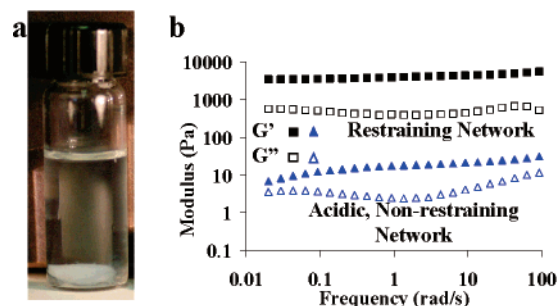 a
b
Modulus (Pa)
10000
1000
100
10
1
0.1
G' ■ ▲ Restraining Network
G'' □ △
Acidic, Non-restraining
Network
0.01 0.1 1 10 100
Frequency (rad/s)